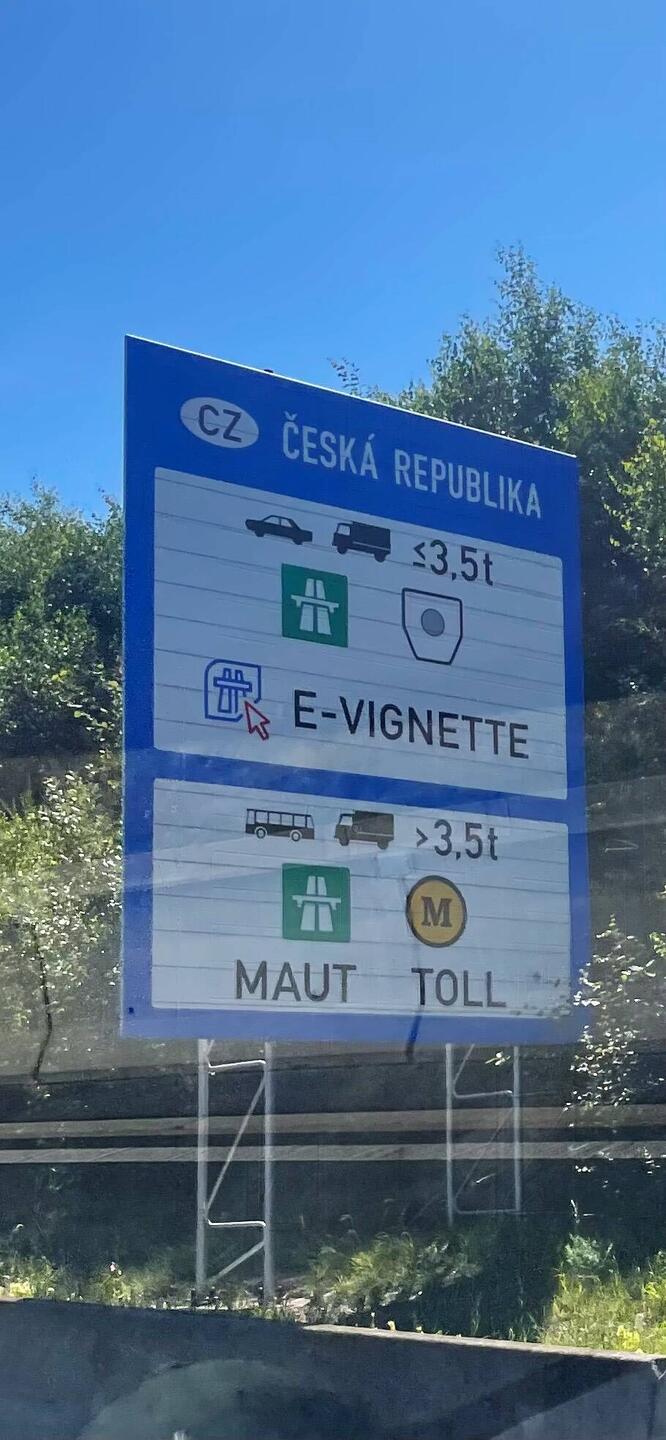 CZ ČESKÁ REPUBLIKA
≤3,5t
E-VIGNETTE
>3,5t
M
MAUT TOLL